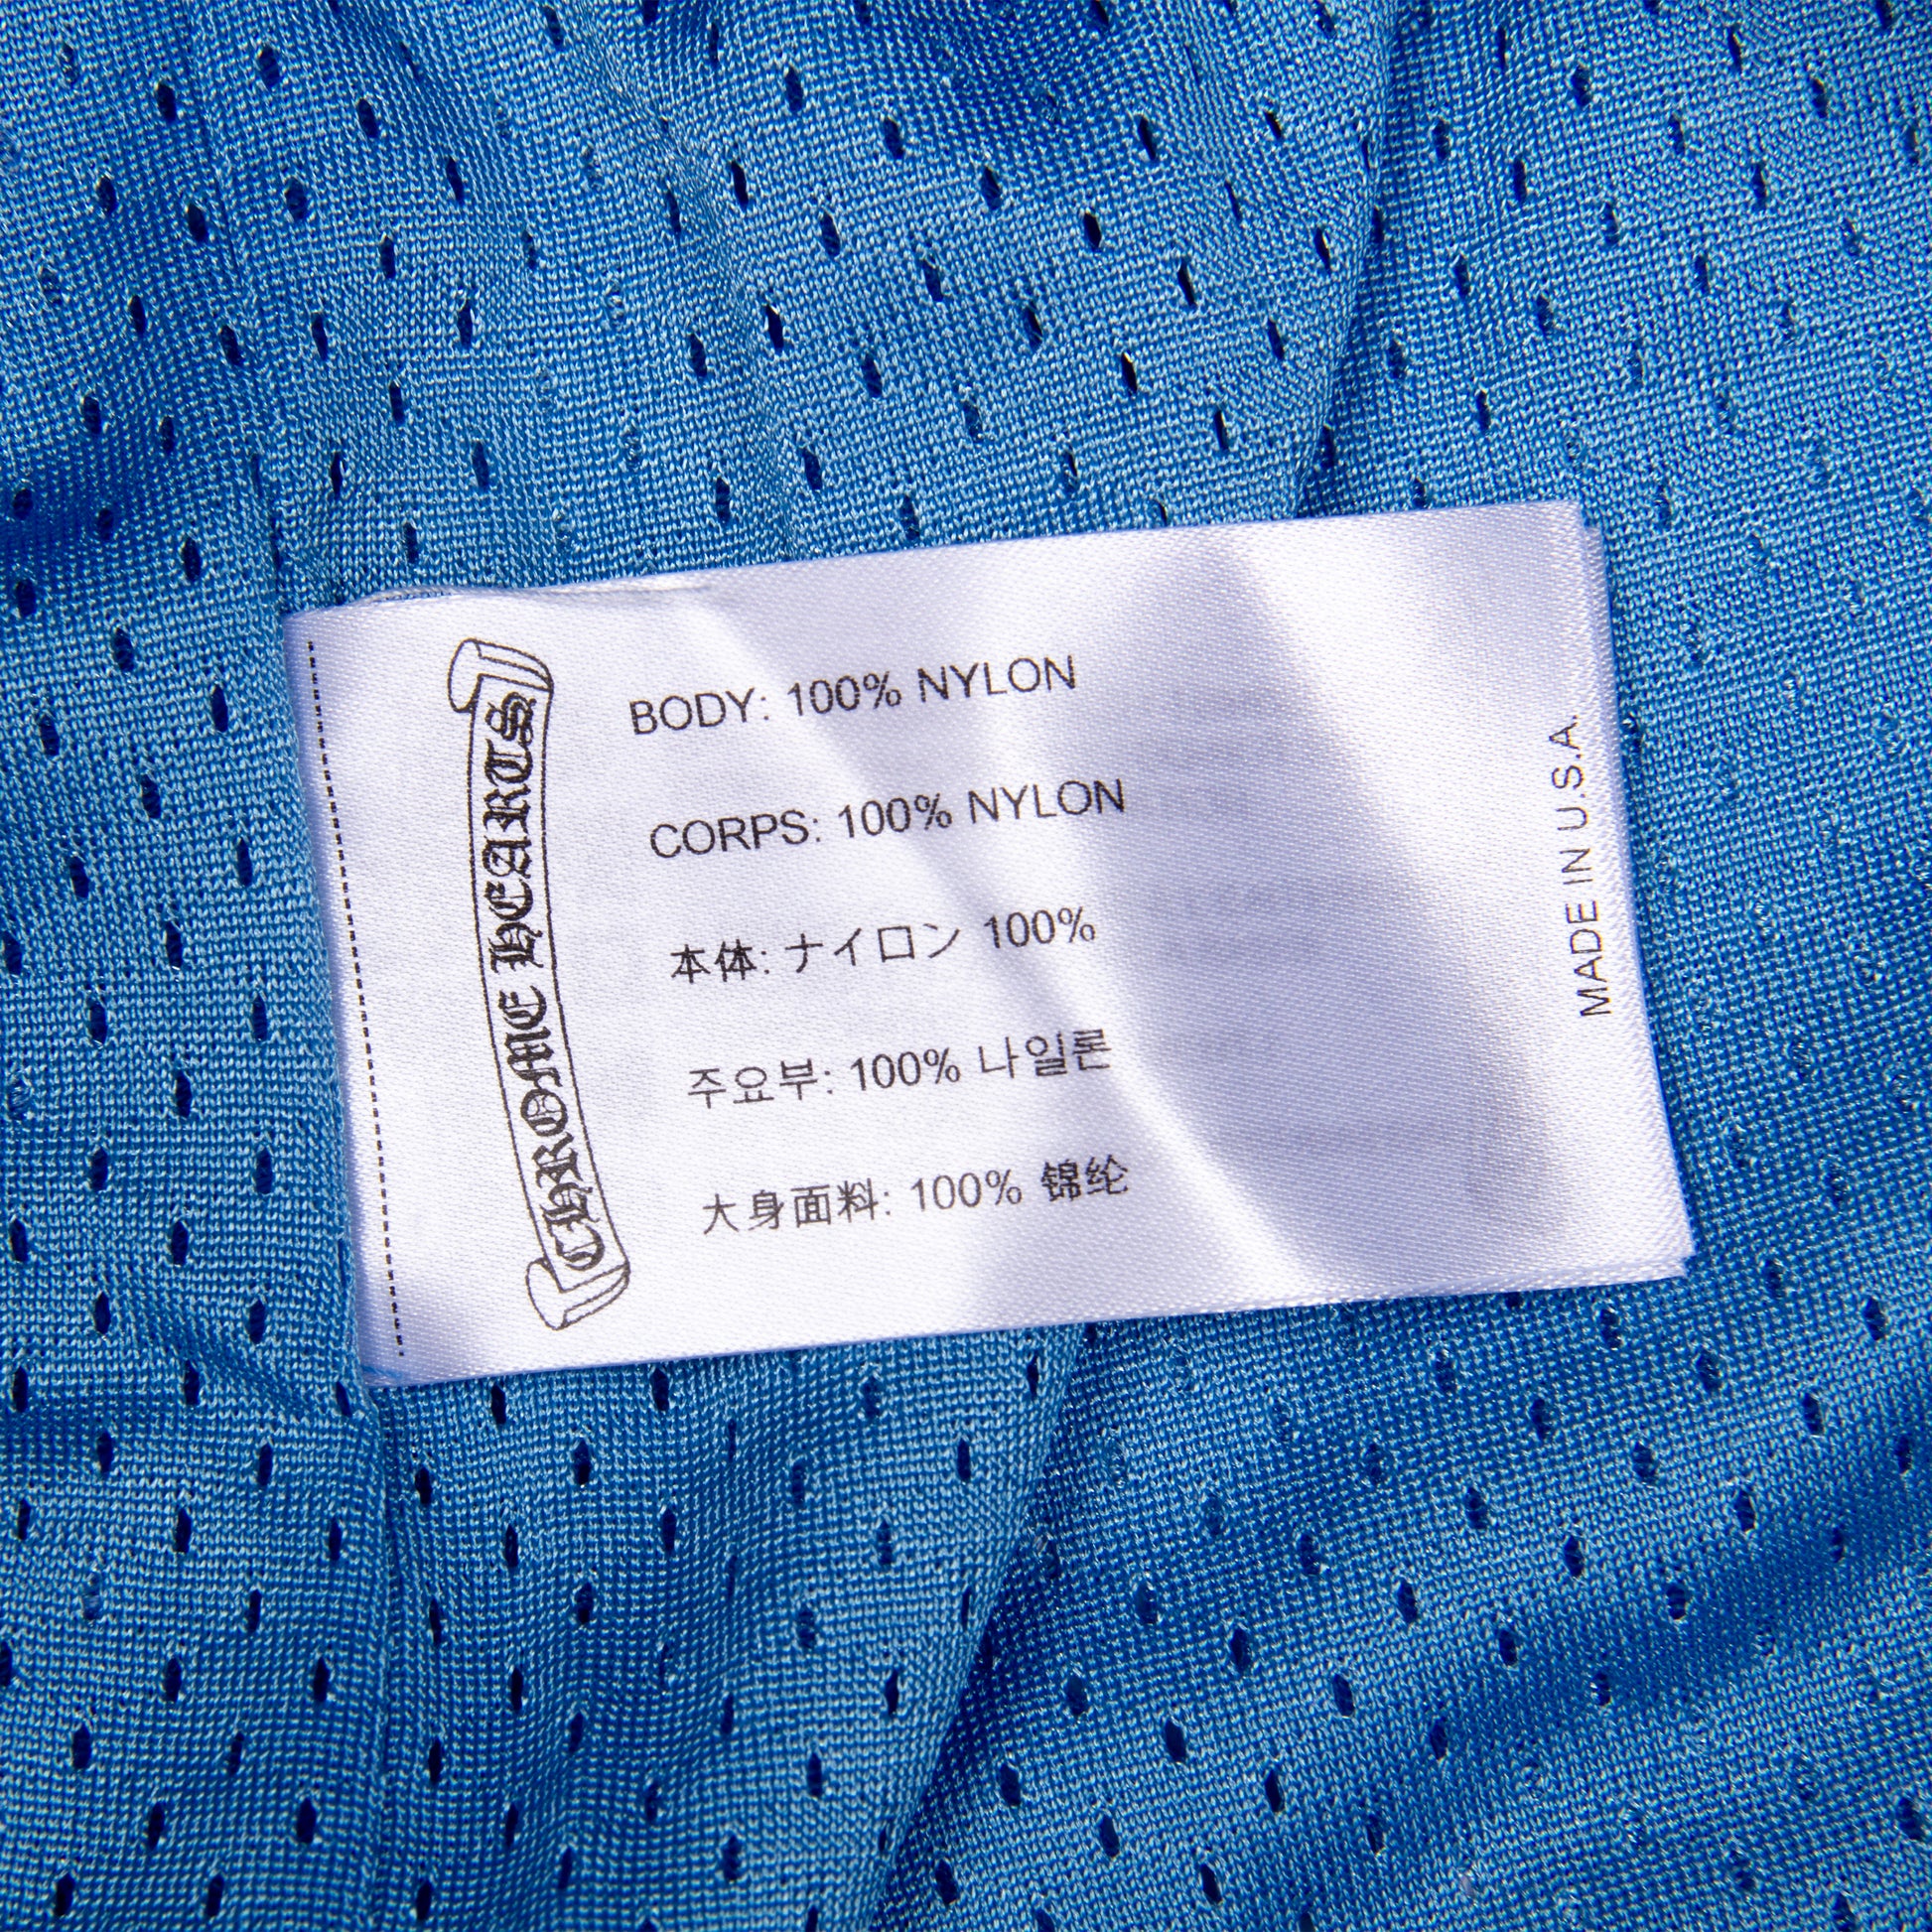 CHROME HEARTS
BODY: 100% NYLON
CORPS: 100% NYLON
本体: ナイロン 100%
주요부: 100% 나일론
大身面料: 100% 锦纶
MADE IN U.S.A.